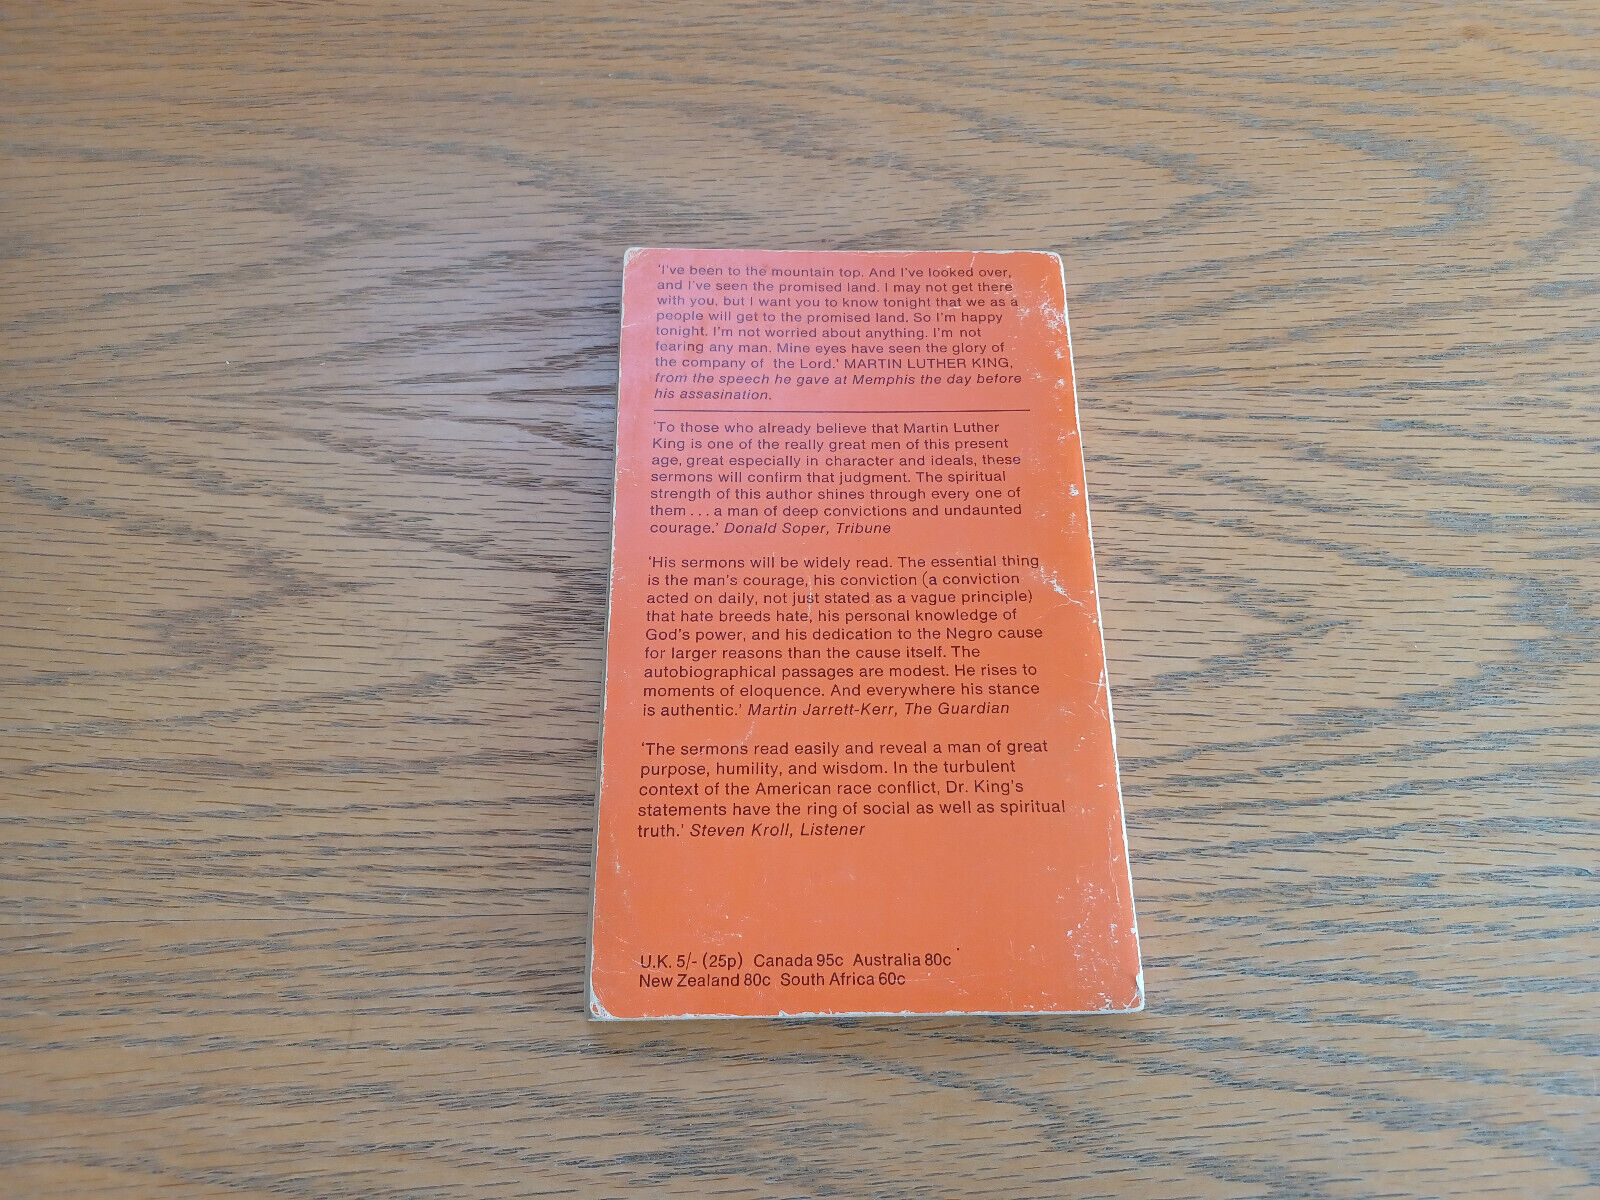 'I've been to the mountain top. And I've looked over,
and I've seen the promised land. I may not get there
with you, but I want you to know tonight that we as a
people will get to the promised land. So I'm happy
tonight. I'm not worried about anything. I'm not
fearing any man. Mine eyes have seen the glory of
the company of the Lord.' MARTIN LUTHER KING,
from the speech he gave at Memphis the day before
his assasination.
'To those who already believe that Martin Luther
King is one of the really great men of this present
age, great especially in character and ideals, these
sermons will confirm that judgment. The spiritual
strength of this author shines through every one of
them ... a man of deep convictions and undaunted
courage.' Donald Soper, Tribune
'His sermons will be widely read. The essential thing
is the man's courage, his conviction (a conviction
acted on daily, not just stated as a vague principle)
that hate breeds hate, his personal knowledge of
God's power, and his dedication to the Negro cause
for larger reasons than the cause itself. The
autobiographical passages are modest. He rises to
moments of eloquence. And everywhere his stance
is authentic.' Martin Jarrett-Kerr, The Guardian
'The sermons read easily and reveal a man of great
purpose, humility, and wisdom. In the turbulent
context of the American race conflict, Dr. King's
statements have the ring of social as well as spiritual
truth.' Steven Kroll, Listener
U.K. 5/- (25p) Canada 95c Australia 80c
New Zealand 80c South Africa 60c